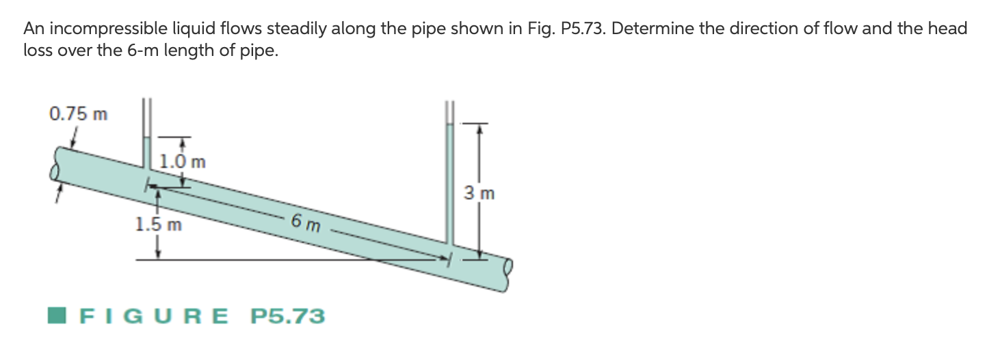 An incompressible liquid flows steadily along the pipe shown in Fig. P5.73. Determine the direction of flow and the head
loss over the 6-m length of pipe.
0.75 m
1.0 m
3 m
1.5 m
6 m
FIGURE P5.73